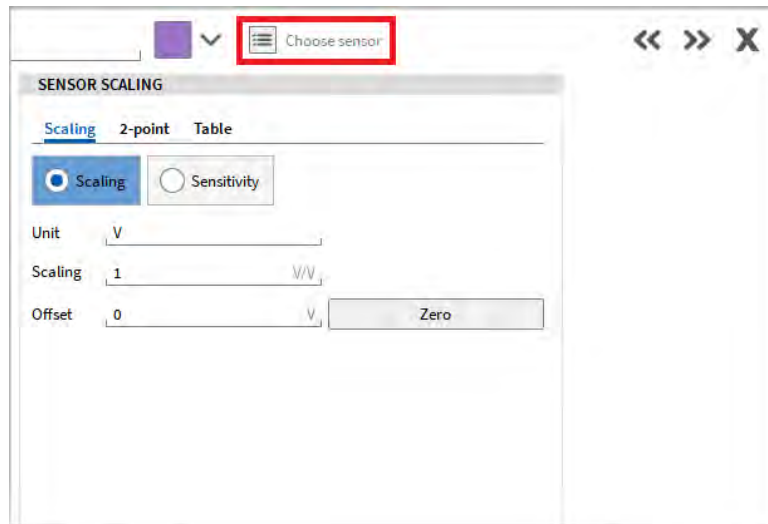 Choose sensor
SENSOR SCALING
Scaling 2-point Table
Scaling Sensitivity
Unit V
Scaling 1 V/V
Offset 0 V Zero